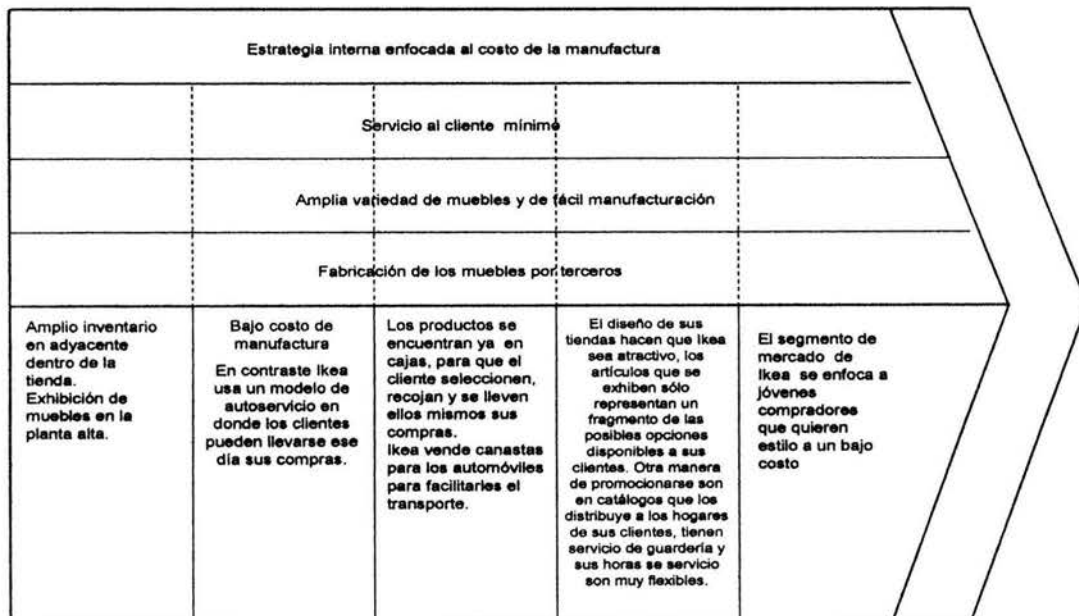 Estrategia interna enfocada al costo de la manufactura
Servicio al cliente mínimo
Amplia variedad de muebles y de fácil manufacturación
Fabricación de los muebles por terceros
Amplio inventario
en adyacente
dentro de la
tienda.
Exhibición de
muebles en la
planta alta.
Bajo costo de
manufactura
En contraste Ikea
usa un modelo de
autoservicio en
donde los clientes
pueden llevarse ese
día sus compras.
Los productos se
encuentran ya en
cajas, para que el
cliente seleccionen,
recojan y se lleven
ellos mismos sus
compras.
Ikea vende canastas
para los automóviles
para facilitarles el
transporte.
El diseño de sus
tiendas hacen que Ikea
sea atractivo, los
artículos que se
exhiben sólo
representan un
fragmento de las
posibles opciones
disponibles a sus
clientes. Otra manera
de promocionarse son
en catálogos que los
distribuye a los hogares
de sus clientes, tienen
servicio de guardería y
sus horas se servicio
son muy flexibles.
El segmento de
mercado de
Ikea se enfoca a
jóvenes
compradores
que quieren
estilo a un bajo
costo